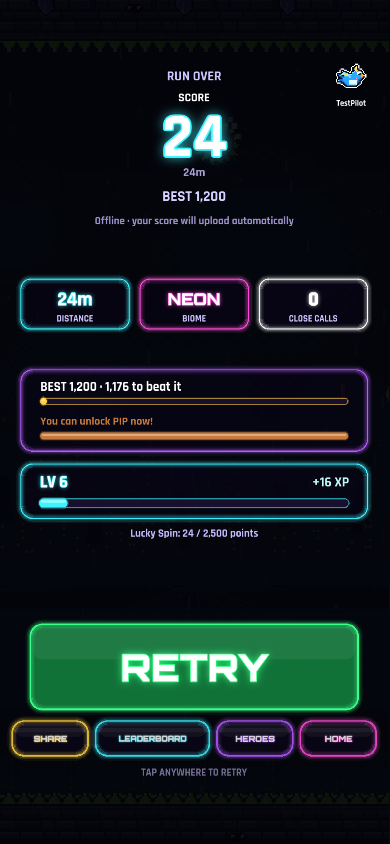 RUN OVER
SCORE
24
24m
BEST 1,200
Offline · your score will upload automatically
TestPilot
24m
DISTANCE
NEON
BIOME
0
CLOSE CALLS
BEST 1,200 · 1,176 to beat it
You can unlock PIP now!
LV 6
+16 XP
Lucky Spin: 24 / 2,500 points
RETRY
SHARE
LEADERBOARD
HEROES
HOME
TAP ANYWHERE TO RETRY